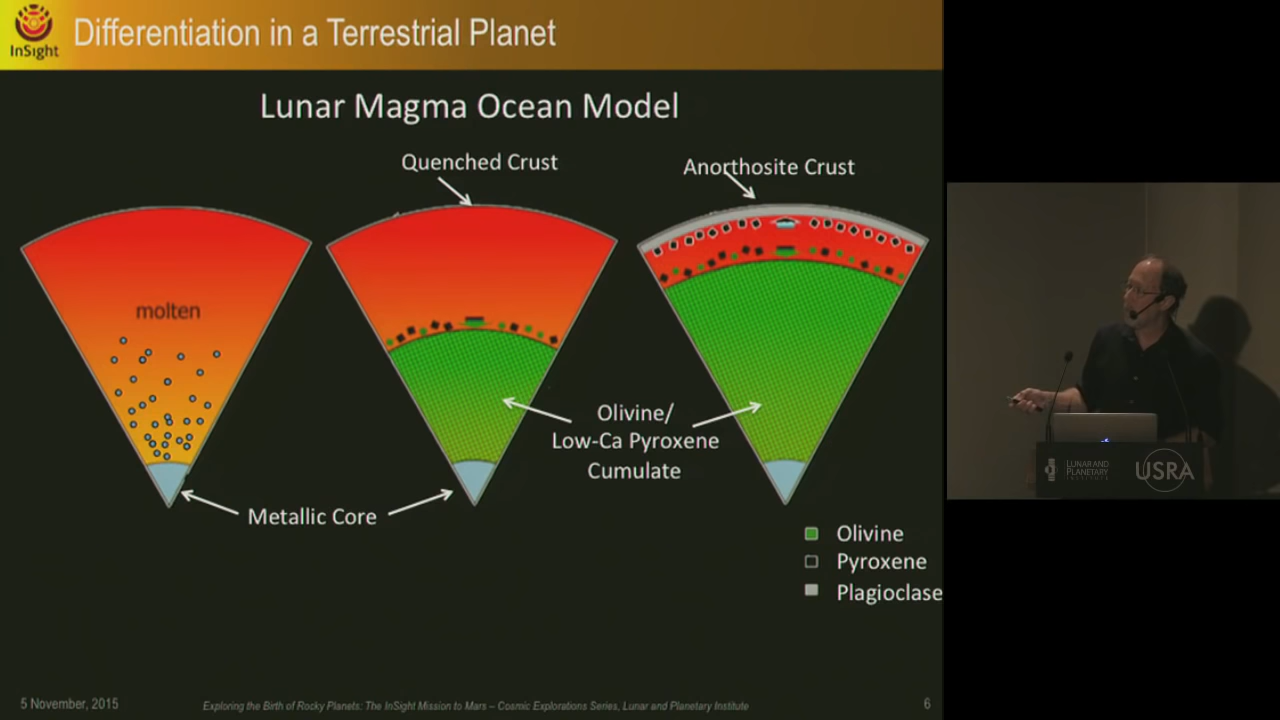 InSight
Differentiation in a Terrestrial Planet
Lunar Magma Ocean Model
Quenched Crust
Anorthosite Crust
molten
Olivine/
Low-Ca Pyroxene
Cumulate
Metallic Core
Olivine
Pyroxene
Plagioclase
5 November, 2015
Exploring the Birth of Rocky Planets: The InSight Mission to Mars – Cosmic Explorations Series, Lunar and Planetary Institute
6
LUNAR AND
PLANETARY
INSTITUTE
USRA